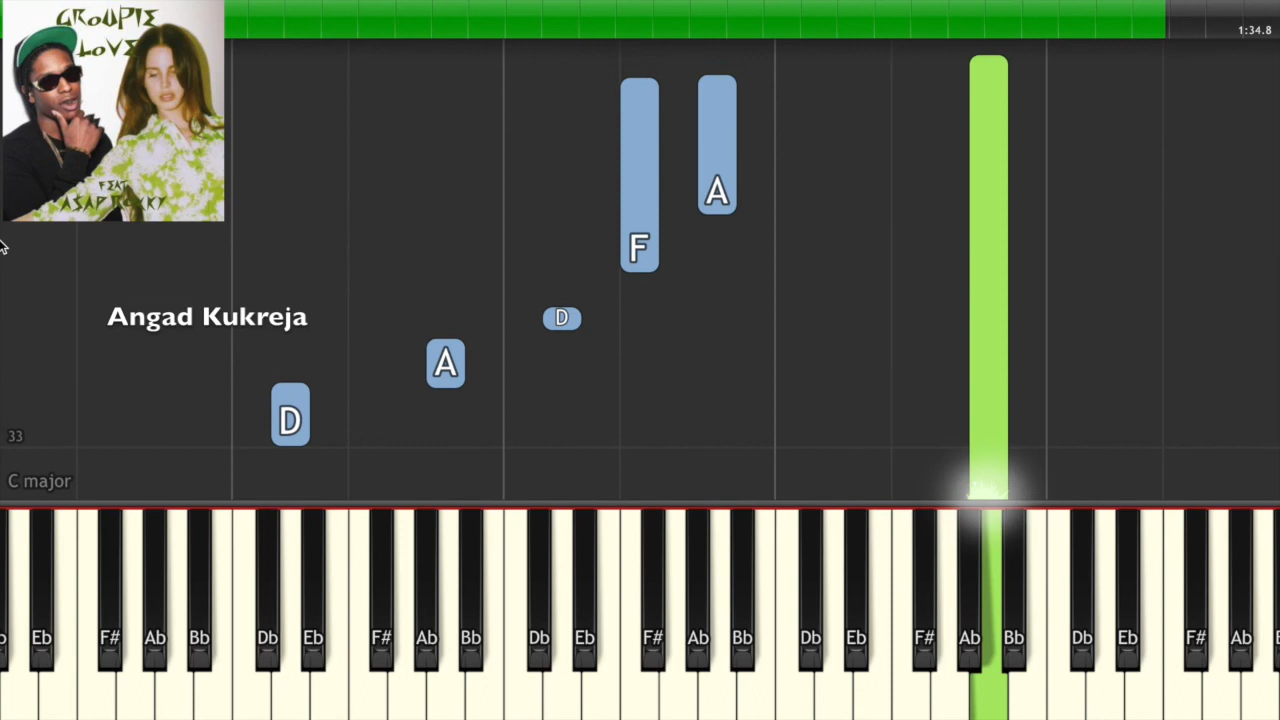 GROUPIE
LOVE
FEAT
A$AP ROCKY
1:34.8
A
F
D
Angad Kukreja
A
D
33
C major
Eb F# Ab Bb Db Eb F# Ab Bb Db Eb F# Ab Bb Db Eb F# Ab Bb Db Eb F# Ab